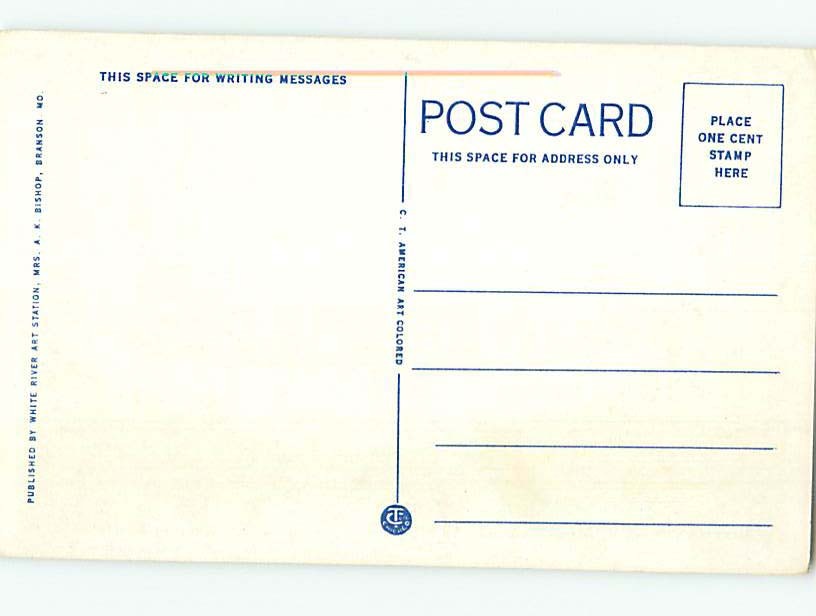 THIS SPACE FOR WRITING MESSAGES
POST CARD
THIS SPACE FOR ADDRESS ONLY
PLACE
ONE CENT
STAMP
HERE
PUBLISHED BY WHITE RIVER ART STATION, MRS. A. K. BISHOP, BRANSON MO.
C. T. AMERICAN ART COLORED
CHICAGO